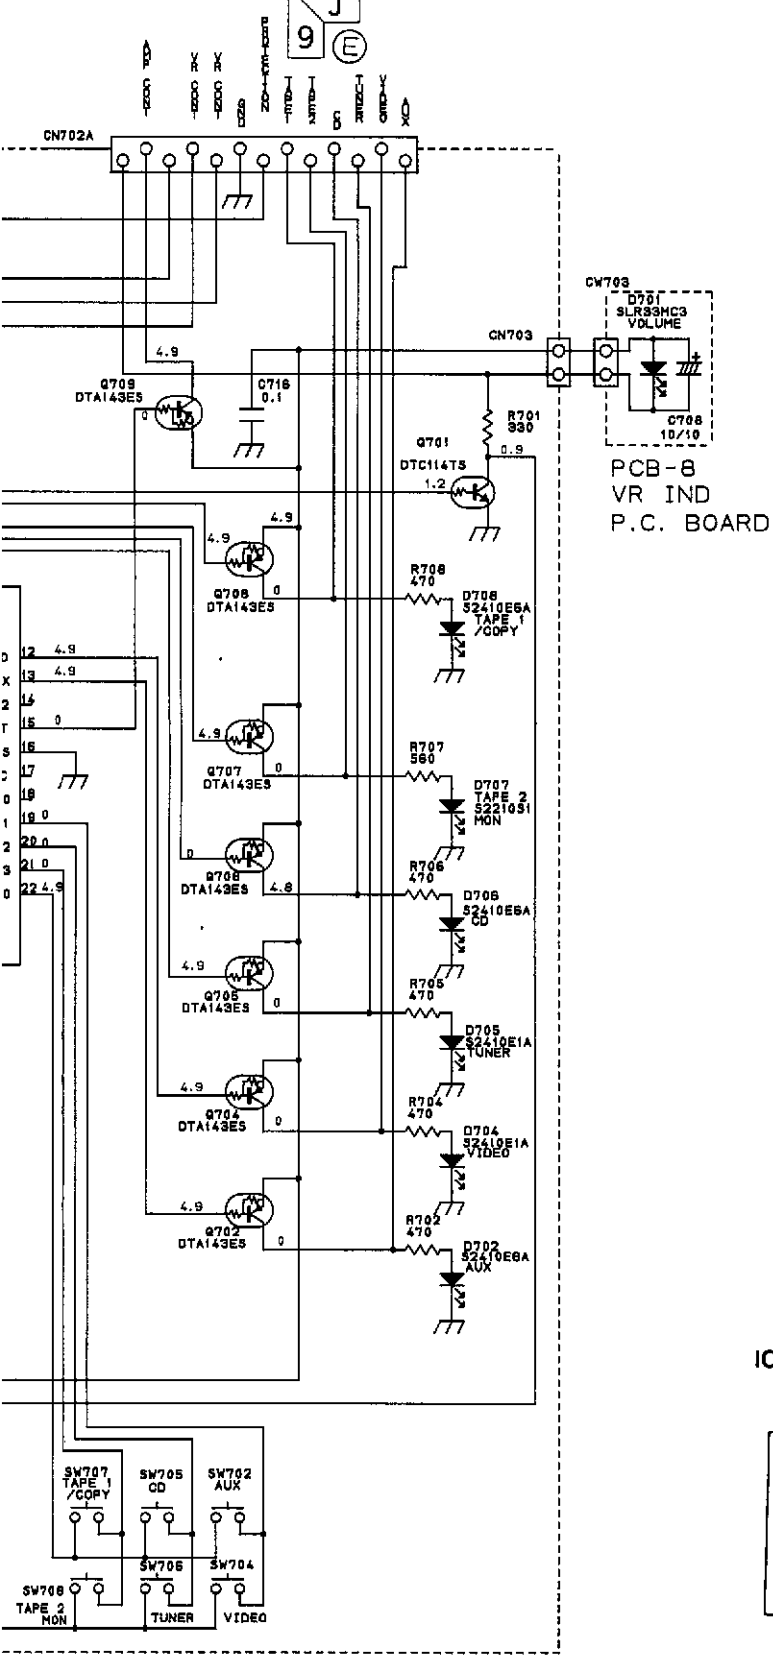 J
9
E
AMP CONT
VR CONT
VR CONT
GND
PROTECTION
TAPE1
TAPE2
CD
TUNER
VIDEO
AUX
CN702A
CW703
D701
SLR33MC3
VOLUME
CN703
4.9
Q709
DTA143ES
0
C716
0.1
R701
330
Q701
DTC114TS
0.9
1.2
C708
10/10
PCB-8
VR IND
P.C. BOARD
4.9
4.9
Q708
DTA143ES
0
R708
470
D708
S2410E6A
TAPE 1
/COPY
12 4.9
X 13 4.9
2 14
T 15 0
S 16
17
0 18
1 19 0
2 20 0
3 21 0
0 22 4.9
4.9
Q707
DTA143ES
0
R707
560
D707
TAPE 2
S2210S1
MON
0
Q706
DTA143ES
4.8
R706
470
D706
S2410E6A
CD
4.9
Q705
DTA143ES
0
R705
470
D705
S2410E1A
TUNER
4.9
Q704
DTA143ES
0
R704
470
D704
S2410E1A
VIDEO
4.9
Q702
DTA143ES
0
R702
470
D702
S2410E6A
AUX
SW707
TAPE 1
/COPY
SW705
CD
SW702
AUX
SW708
TAPE 2
MON
SW706
TUNER
SW704
VIDEO
IC